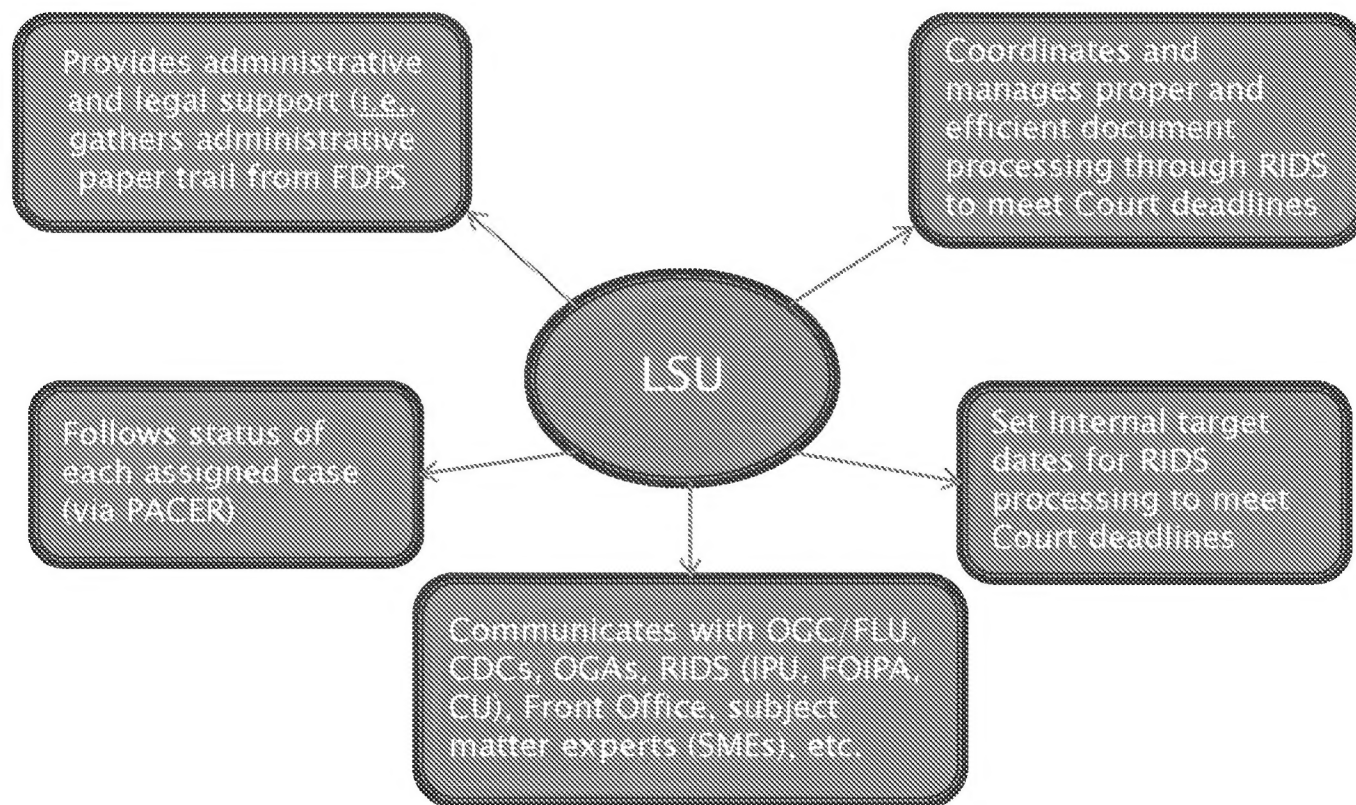 Provides administrative
and legal support (i.e.,
gathers administrative
paper trail from FDPS
Coordinates and
manages proper and
efficient document
processing through RIDS
to meet Court deadlines
LSU
Follows status of
each assigned case
(via PACER)
Set Internal target
dates for RIDS
processing to meet
Court deadlines
Communicates with OGC/FLU,
CDCs, OGAs, RIDS (IPU, FOIPA,
CU), Front Office, subject
matter experts (SMEs), etc.